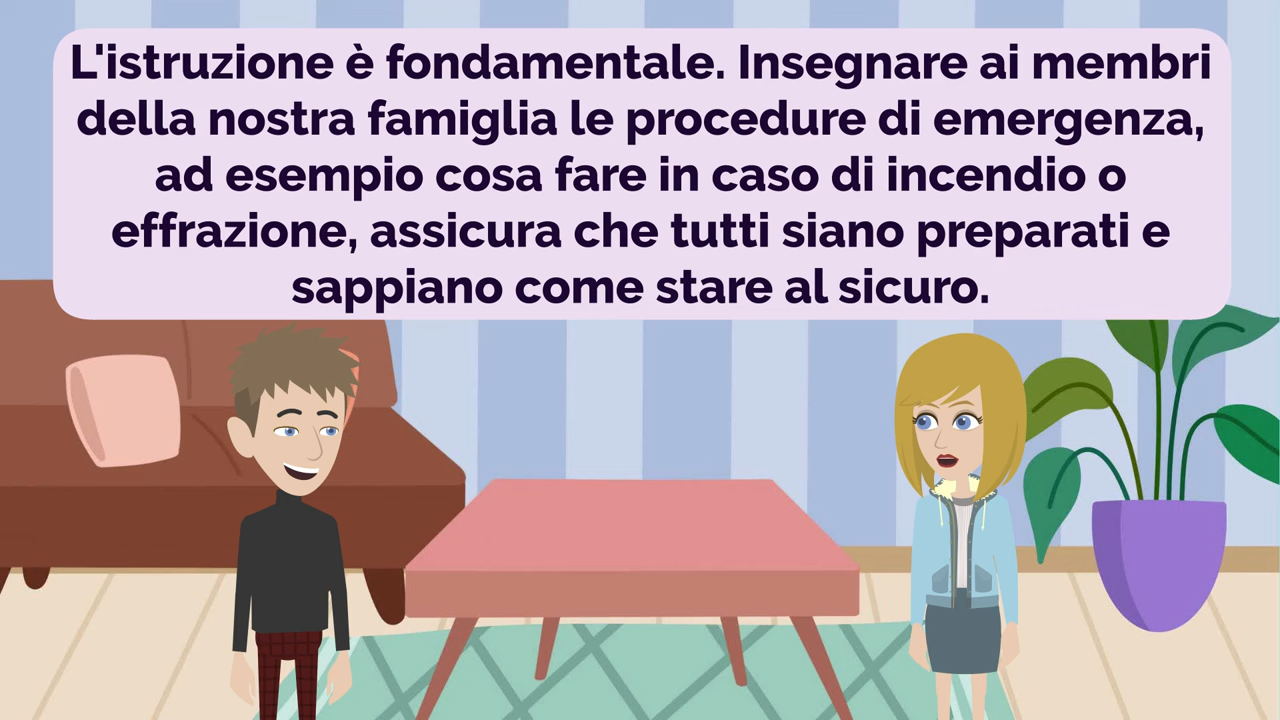 L'istruzione è fondamentale. Insegnare ai membri
della nostra famiglia le procedure di emergenza,
ad esempio cosa fare in caso di incendio o
effrazione, assicura che tutti siano preparati e
sappiano come stare al sicuro.